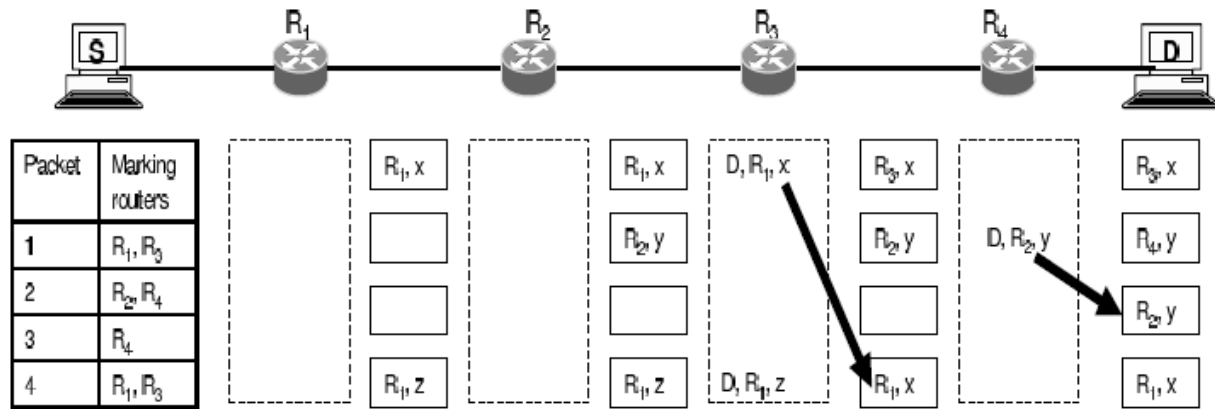 R₁ R₂ R₃ R₄
S D
Packet Marking routers
1 R₁, R₃
2 R₂, R₄
3 R₄
4 R₁, R₃
R₁, x R₁, x D, R₁, x R₃, x R₃, x
R₂, y R₂, y D, R₂, y R₄, y
R₂, y
R₁, z R₁, z D, R₁, z R₁, x R₁, x